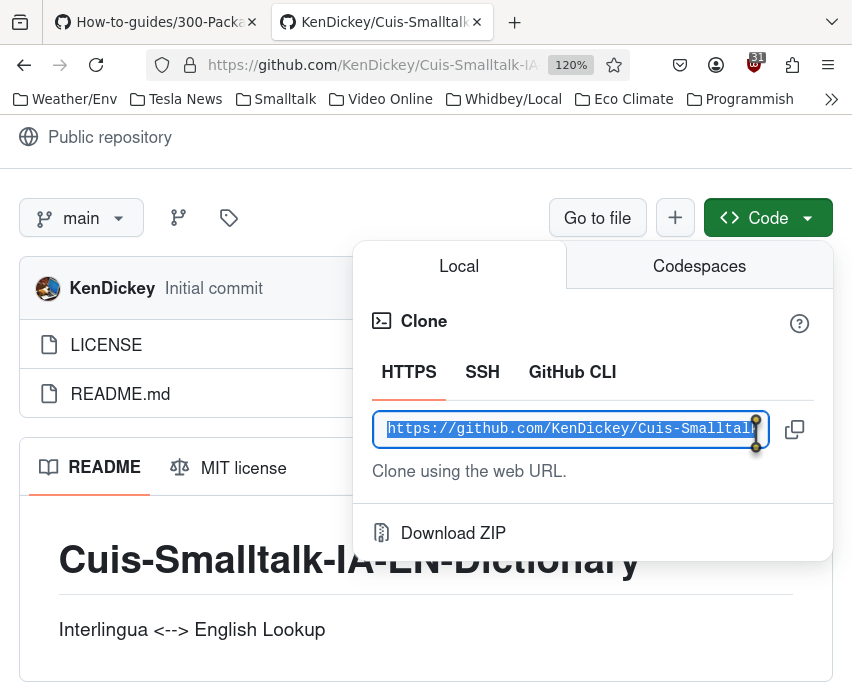 How-to-guides/300-Packa
KenDickey/Cuis-Smalltalk
https://github.com/KenDickey/Cuis-Smalltalk-IA
120%
31
Weather/Env Tesla News Smalltalk Video Online Whidbey/Local Eco Climate Programmish
Public repository
main
Go to file
Code
Local Codespaces
KenDickey Initial commit
Clone
LICENSE
HTTPS SSH GitHub CLI
README.md
https://github.com/KenDickey/Cuis-Smalltalk
README MIT license
Clone using the web URL.
Download ZIP
Cuis-Smalltalk-IA-EN-Dictionary
Interlingua <--> English Lookup